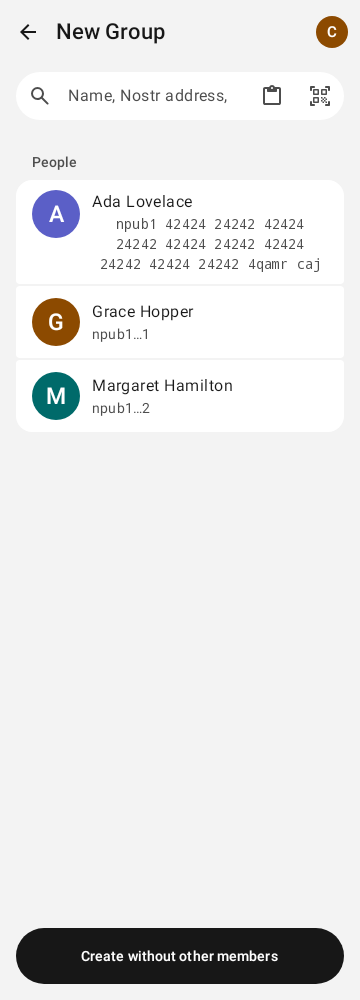 New Group
C
Name, Nostr address,
People
A
Ada Lovelace
npub1 42424 24242 42424
24242 42424 24242 42424
24242 42424 24242 4qamr caj
G
Grace Hopper
npub1…1
M
Margaret Hamilton
npub1…2
Create without other members